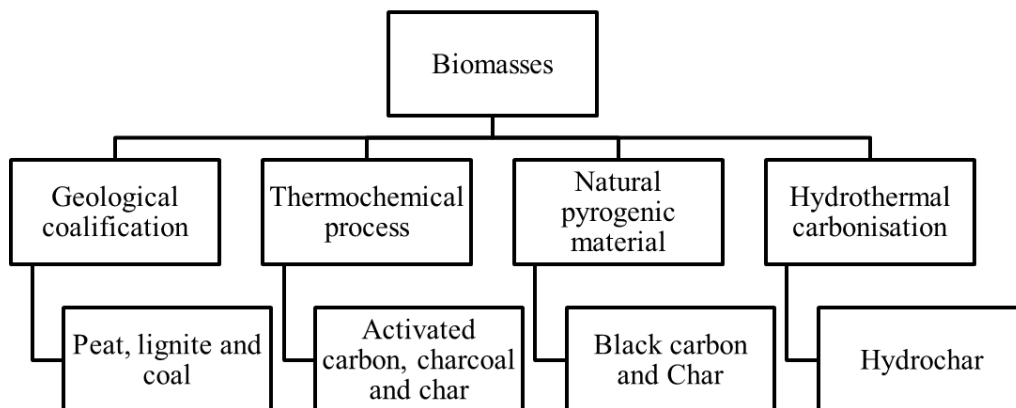 Biomasses
Geological
coalification
Thermochemical
process
Natural
pyrogenic
material
Hydrothermal
carbonisation
Peat, lignite and
coal
Activated
carbon, charcoal
and char
Black carbon
and Char
Hydrochar